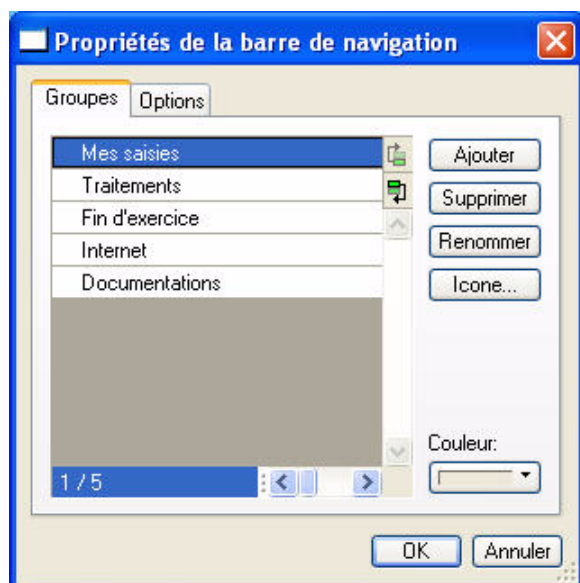 Propriétés de la barre de navigation
Groupes Options
Mes saisies
Traitements
Fin d'exercice
Internet
Documentations
1 / 5
Ajouter
Supprimer
Renommer
Icone...
Couleur:
OK Annuler